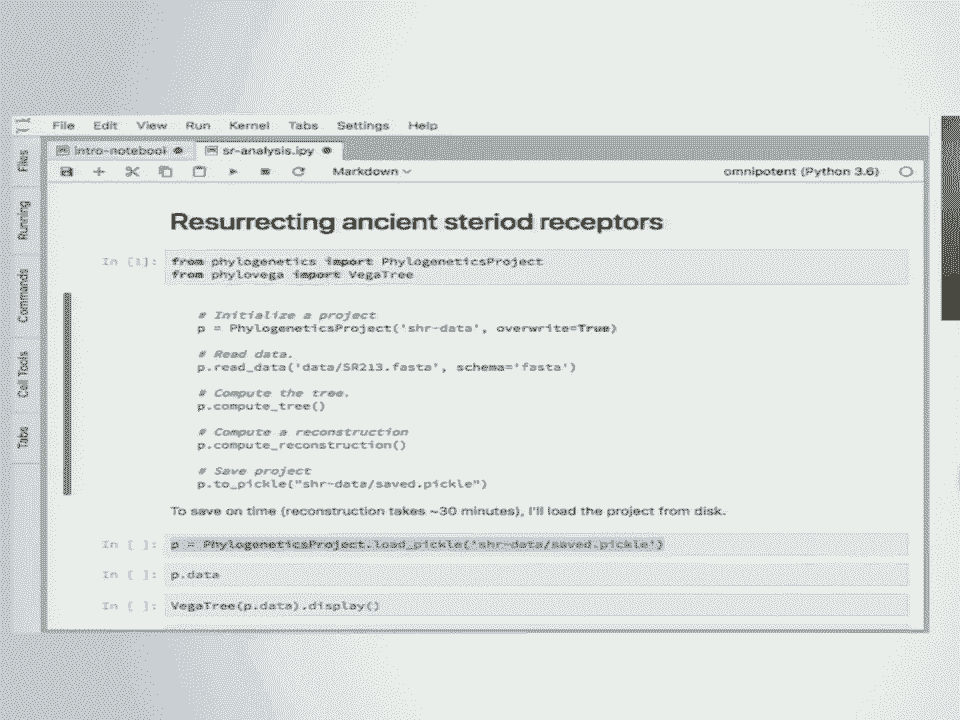 File Edit View Run Kernel Tabs Settings Help
intro-notebool
sr-analysis.ipy
Markdown
omnipotent (Python 3.6)
Files
Running
Commands
Cell Tools
Tabs
Resurrecting ancient steriod receptors
In [1]:
from phylogenetics import PhylogeneticsProject
from phylovega import VegaTree
# Initialize a project
p = PhylogeneticsProject('shr-data', overwrite=True)
# Read data.
p.read_data('data/SR213.fasta', schema='fasta')
# Compute the tree.
p.compute_tree()
# Compute a reconstruction
p.compute_reconstruction()
# Save project
p.to_pickle("shr-data/saved.pickle")
To save on time (reconstruction takes ~30 minutes), I'll load the project from disk.
In [ ]:
p = PhylogeneticsProject.load_pickle('shr-data/saved.pickle')
In [ ]:
p.data
In [ ]:
VegaTree(p.data).display()